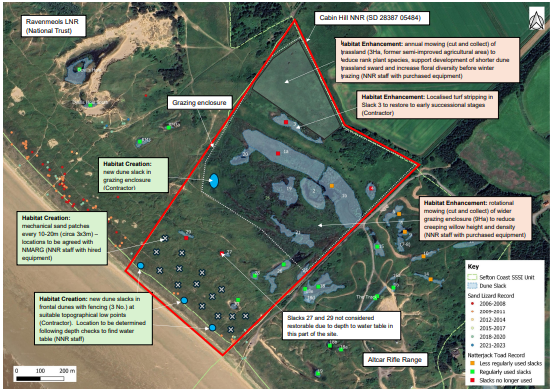 Ravenmeols LNR
(National Trust)
Cabin Hill NNR (SD 28387 05484)
N
Habitat Enhancement: annual mowing (cut and collect) of
grassland (3Ha, former semi-improved agricultural area) to
reduce rank plant species, support development of shorter dune
grassland sward and increase floral diversity before winter
grazing (NNR staff with purchased equipment)
Habitat Enhancement: Localised turf stripping in
Slack 3 to restore to early successional stages
(Contractor)
Grazing enclosure
Habitat Creation:
new dune slack in
grazing enclosure
(Contractor)
Habitat Creation:
mechanical sand patches
every 10-20m (circa 3x3m) –
locations to be agreed with
NMARG (NNR staff with hired
equipment)
Habitat Enhancement: rotational
mowing (cut and collect) of wider
grazing enclosure (9Ha) to reduce
creeping willow height and density
(NNR staff with purchased equipment)
Habitat Creation: new dune slacks in
frontal dunes with fencing (3 No.) at
suitable topographical low points
(Contractor). Location to be determined
following depth checks to find water
table (NNR staff)
Slacks 27 and 29 not considered
restorable due to depth to water table in
this part of the site.
Altcar Rifle Range
Key
Sefton Coast SSSI Unit
Dune Slack
Sand Lizard Record
2006-2008
2009-2011
2012-2014
2015-2017
2018-2020
2021-2023
Natterjack Toad Record
Less regularly used slacks
Regularly used slacks
Slacks no longer used
0 100 200 m